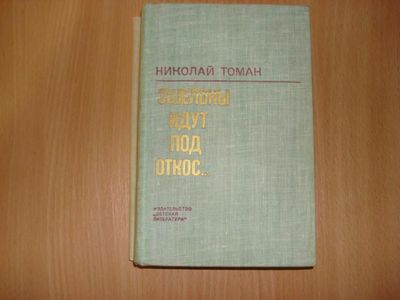 НИКОЛАЙ ТОМАН
ЭШЕЛОНЫ
ИДУТ
ПОД
ОТКОС...
ИЗДАТЕЛЬСТВО
„ДЕТСКАЯ
ЛИТЕРАТУРА"